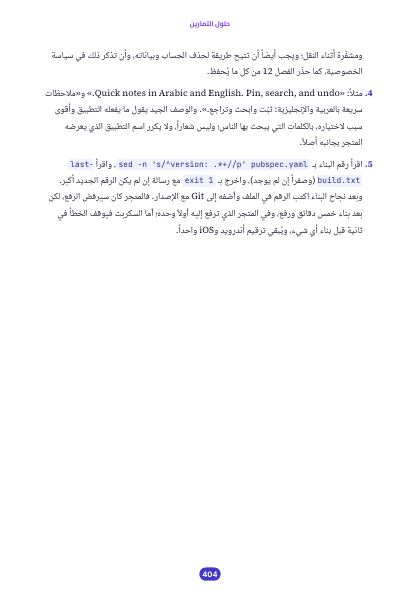 حلول التمارين
ومشفّرة أثناء النقل؛ ويجب أيضاً أن تتيح طريقة لحذف الحساب وبياناته، وأن تذكر ذلك في سياسة
الخصوصية، كما حذّر الفصل 12 من كل ما يُحفظ.
4. مثلاً: «Quick notes in Arabic and English. Pin, search, and undo.» و«ملاحظات
سريعة بالعربية والإنجليزية: ثبّت وابحث وتراجع.». والوصف الجيد يقول ما يفعله التطبيق وأقوى
سبب لاختياره، بالكلمات التي يبحث بها الناس؛ وليس شعاراً، ولا يكرر اسم التطبيق الذي يعرضه
المتجر بجانبه أصلاً.
5. اقرأ رقم البناء بـ sed -n 's/^version: .*+//p' pubspec.yaml ، واقرأ last-
build.txt (وصفراً إن لم يوجد)، واخرج بـ exit 1 مع رسالة إن لم يكن الرقم الجديد أكبر.
وبعد نجاح البناء اكتب الرقم في الملف وأضفه إلى Git مع الإصدار. فالمتجر كان سيرفض الرفع، لكن
بعد بناء خمس دقائق ورفع، وفي المتجر الذي ترفع إليه أولاً وحده؛ أما السكربت فيوقف الخطأ في
ثانية قبل بناء أي شيء، ويُبقي ترقيم أندرويد وiOS واحداً.
404